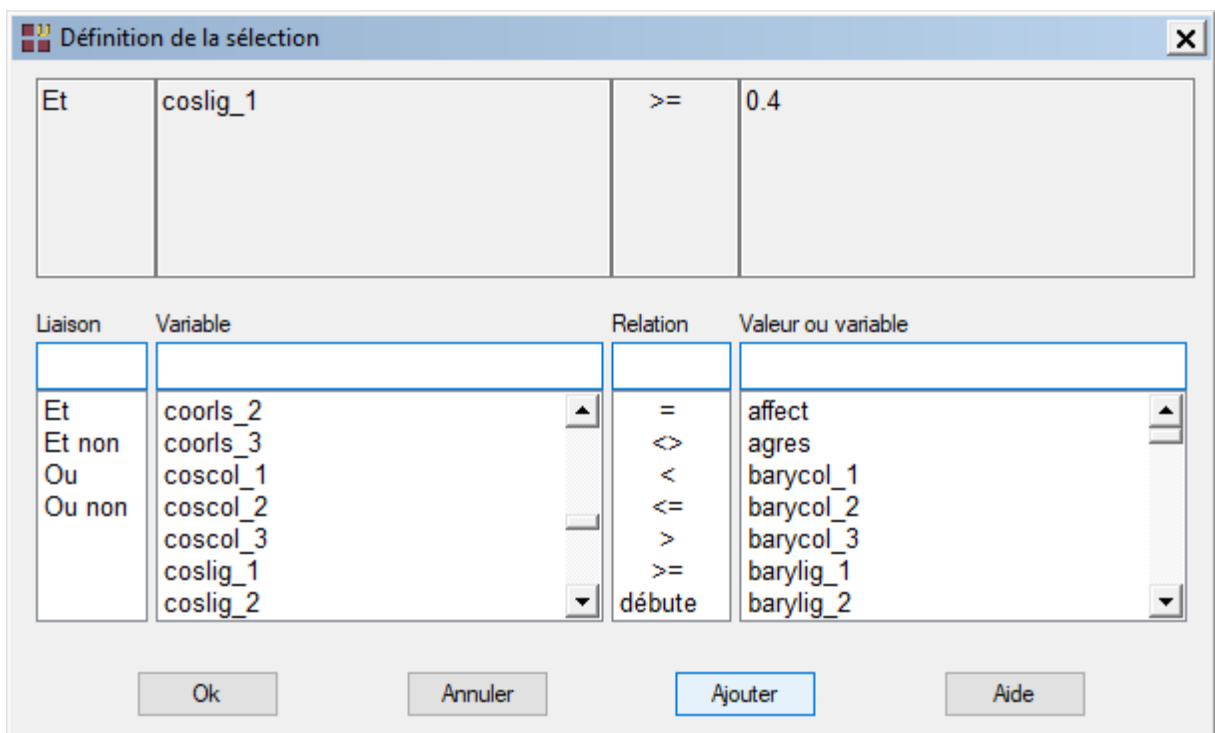 Définition de la sélection
Et coslig_1 >= 0.4
Liaison Variable Relation Valeur ou variable
Et coorls_2 = affect
Et non coorls_3 <> agres
Ou coscol_1 < barycol_1
Ou non coscol_2 <= barycol_2
coscol_3 > barycol_3
coslig_1 >= barylig_1
coslig_2 débute barylig_2
Ok Annuler Ajouter Aide